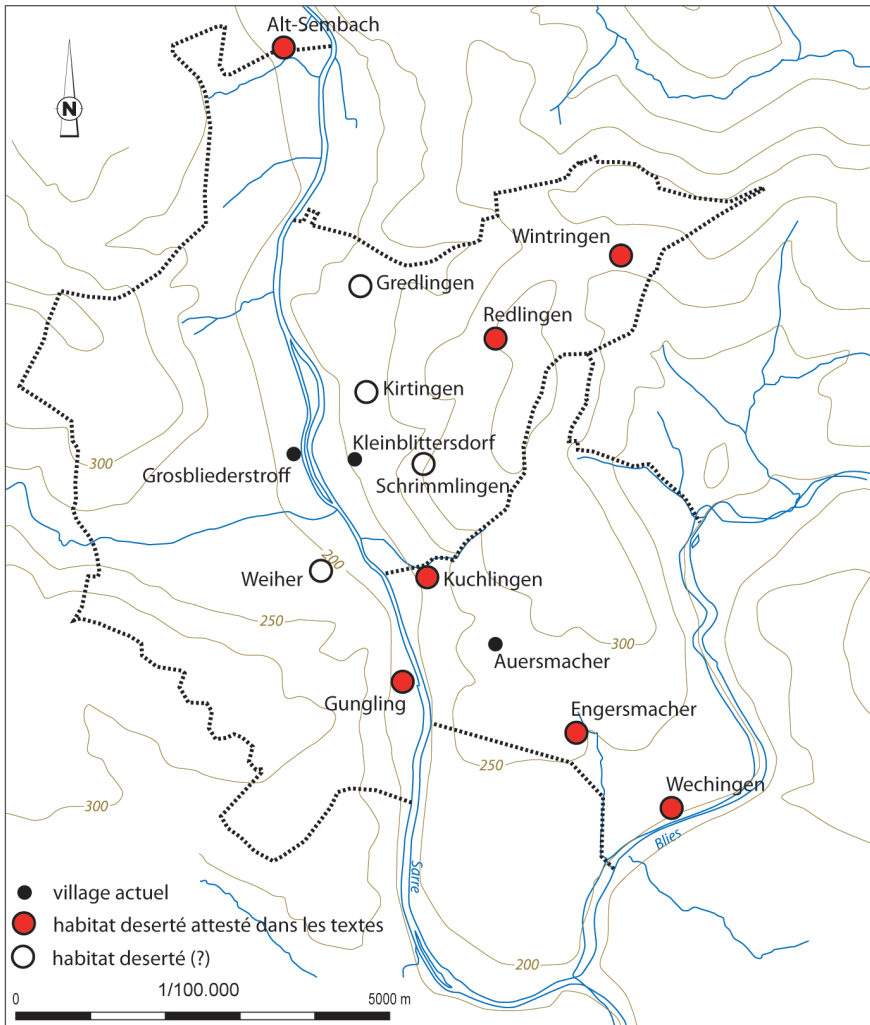 Alt-Sembach
N
Wintringen
Gredlingen
Redlingen
Kirtingen
Kleinblittersdorf
300
Grosbliederstroff
Schrimmlingen
200
Weiher
Kuchlingen
250
300
Auersmacher
Gungling
Engersmacher
250
Wechingen
300
Blies
Sarre
village actuel
habitat deserté attesté dans les textes
habitat deserté (?)
200
1/100.000
0 5000 m